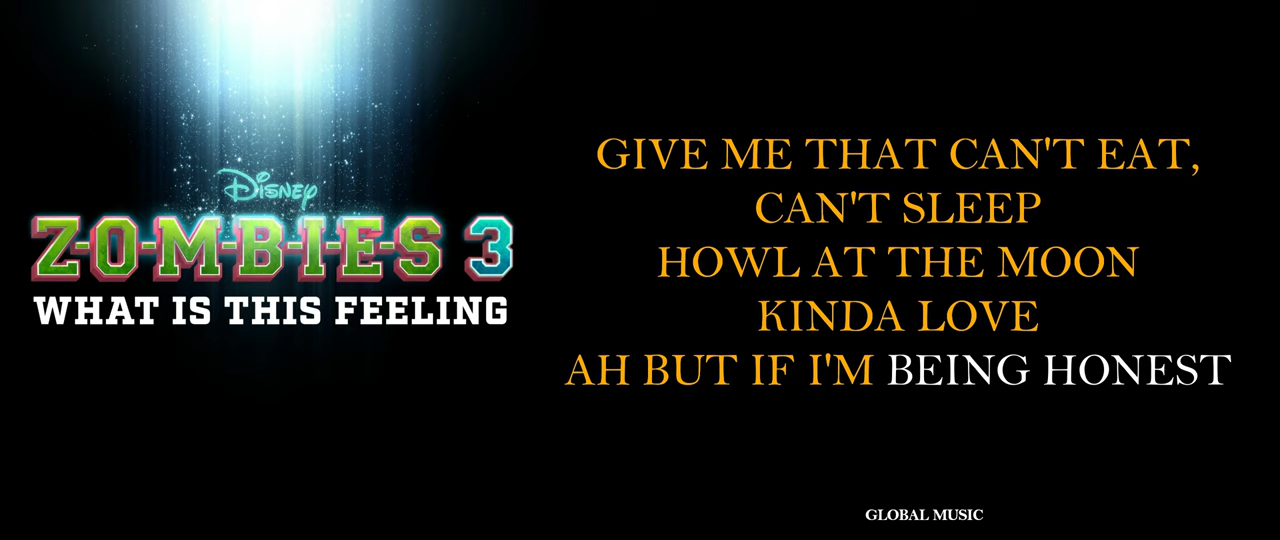 Disney
Z-O-M-B-I-E-S 3
WHAT IS THIS FEELING
GIVE ME THAT CAN'T EAT,
CAN'T SLEEP
HOWL AT THE MOON
KINDA LOVE
AH BUT IF I'M BEING HONEST
GLOBAL MUSIC